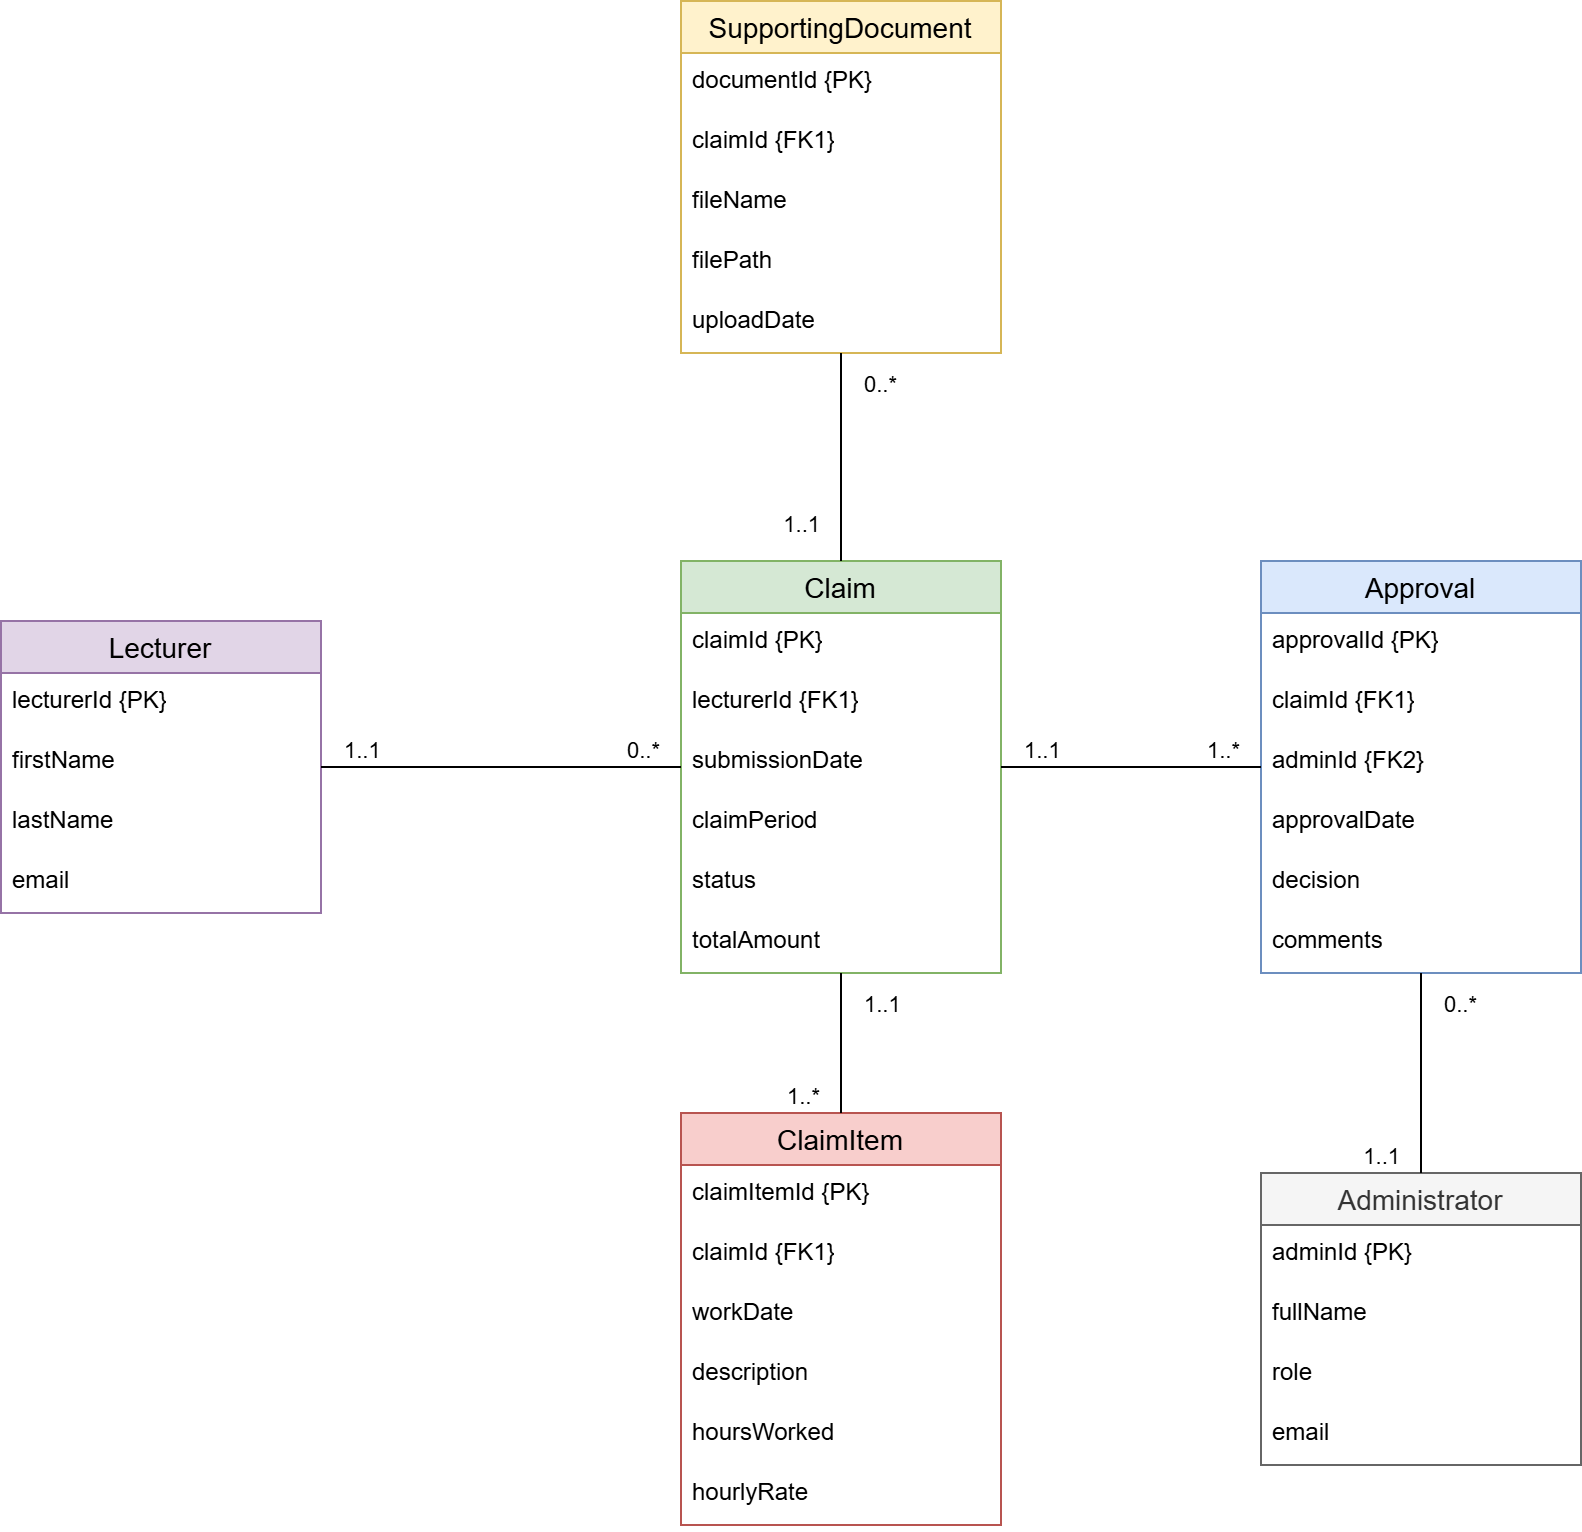 SupportingDocument
documentId {PK}
claimId {FK1}
fileName
filePath
uploadDate
0..*
1..1
Lecturer
lecturerId {PK}
firstName
lastName
email
1..1
0..*
Claim
claimId {PK}
lecturerId {FK1}
submissionDate
claimPeriod
status
totalAmount
1..1
1..*
Approval
approvalId {PK}
claimId {FK1}
adminId {FK2}
approvalDate
decision
comments
1..1
1..*
ClaimItem
claimItemId {PK}
claimId {FK1}
workDate
description
hoursWorked
hourlyRate
0..*
1..1
Administrator
adminId {PK}
fullName
role
email